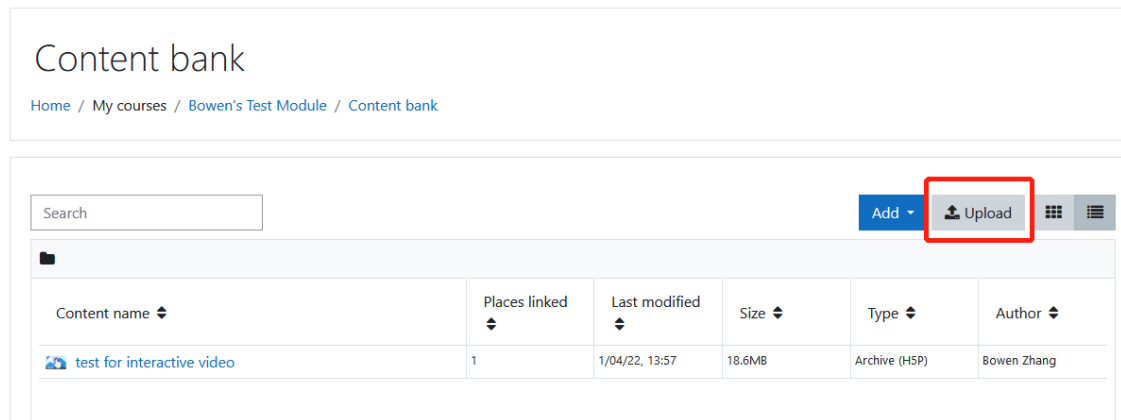 Content bank
Home / My courses / Bowen's Test Module / Content bank
Search
Add
Upload
Content name
Places linked
Last modified
Size
Type
Author
test for interactive video
1
1/04/22, 13:57
18.6MB
Archive (H5P)
Bowen Zhang